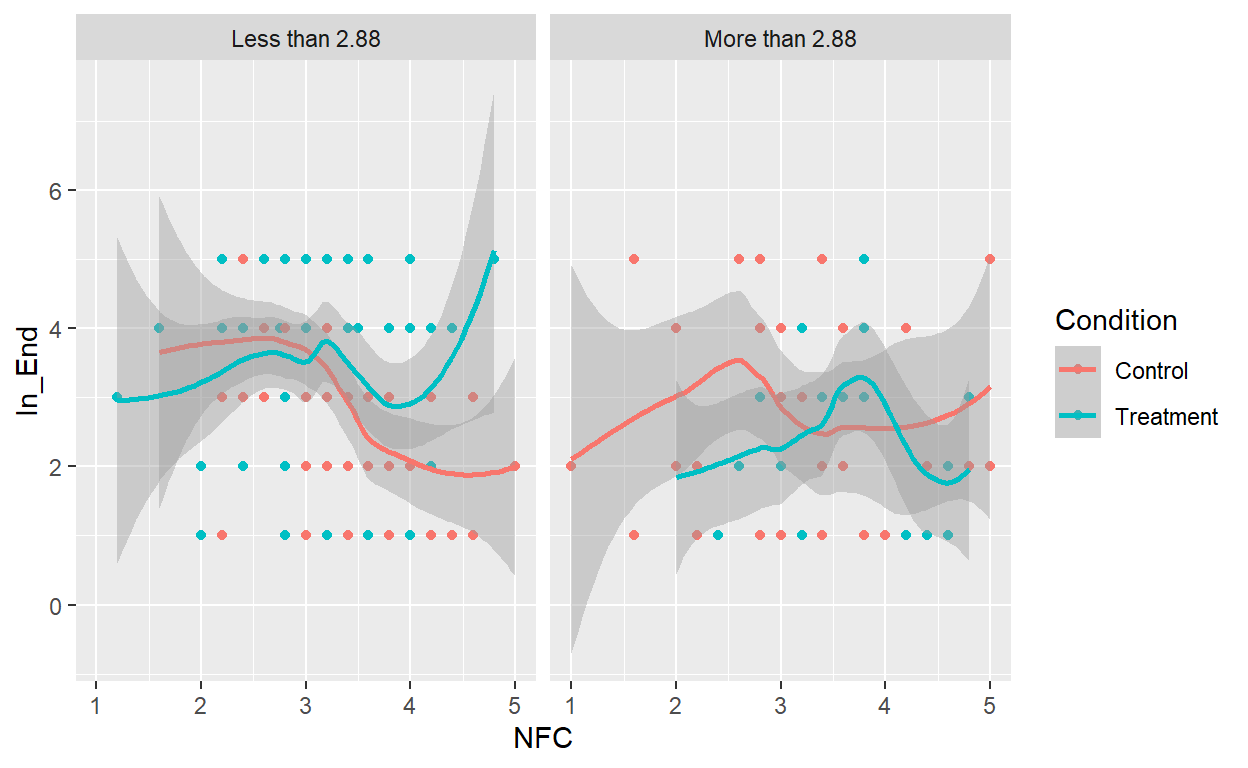 Less than 2.88
More than 2.88
In_End
6
4
2
0
1 2 3 4 5
1 2 3 4 5
NFC
Condition
Control
Treatment